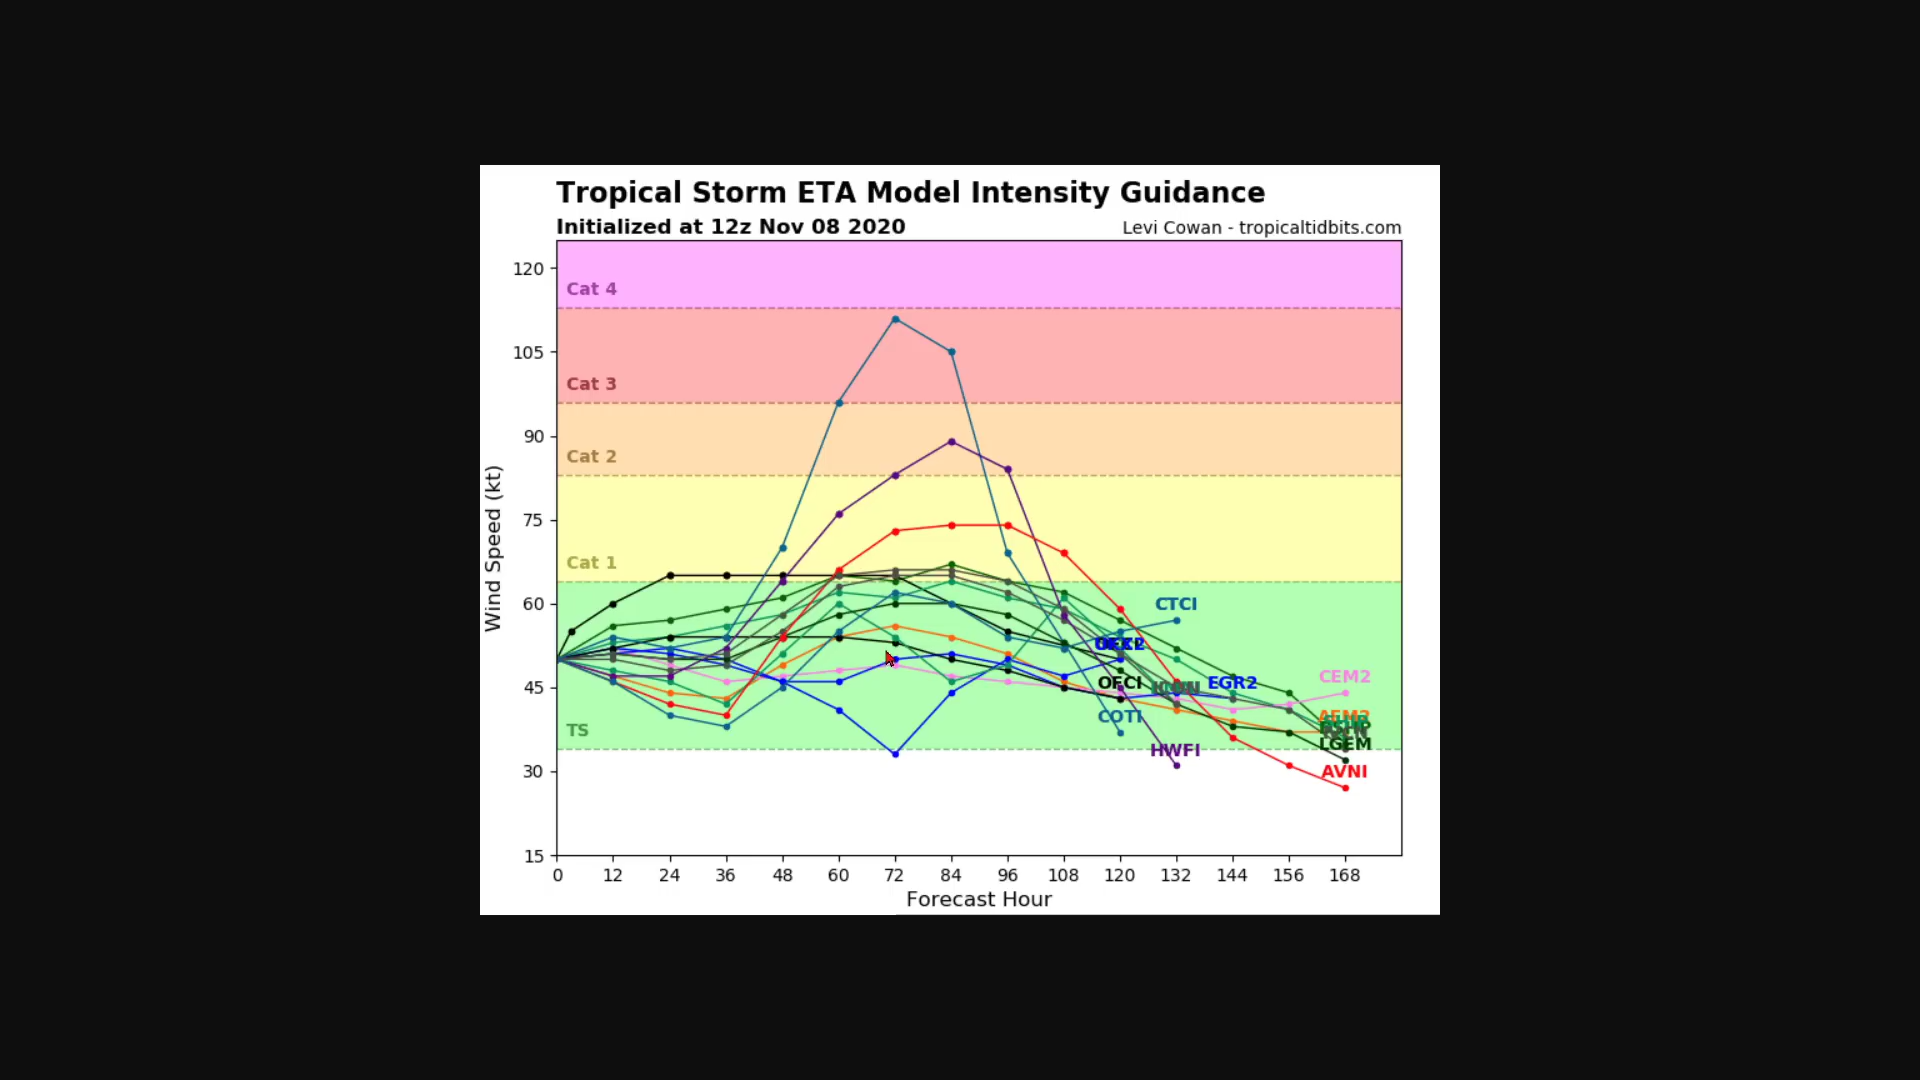 Tropical Storm ETA Model Intensity Guidance
Initialized at 12z Nov 08 2020
Levi Cowan - tropicaltidbits.com
120
Cat 4
105
Cat 3
90
Cat 2
75
Cat 1
60
CTCI
45
OFCI
EGR2
CEM2
COTI
TS
HWFI
LGEM
AVNI
30
15
Wind Speed (kt)
0 12 24 36 48 60 72 84 96 108 120 132 144 156 168
Forecast Hour